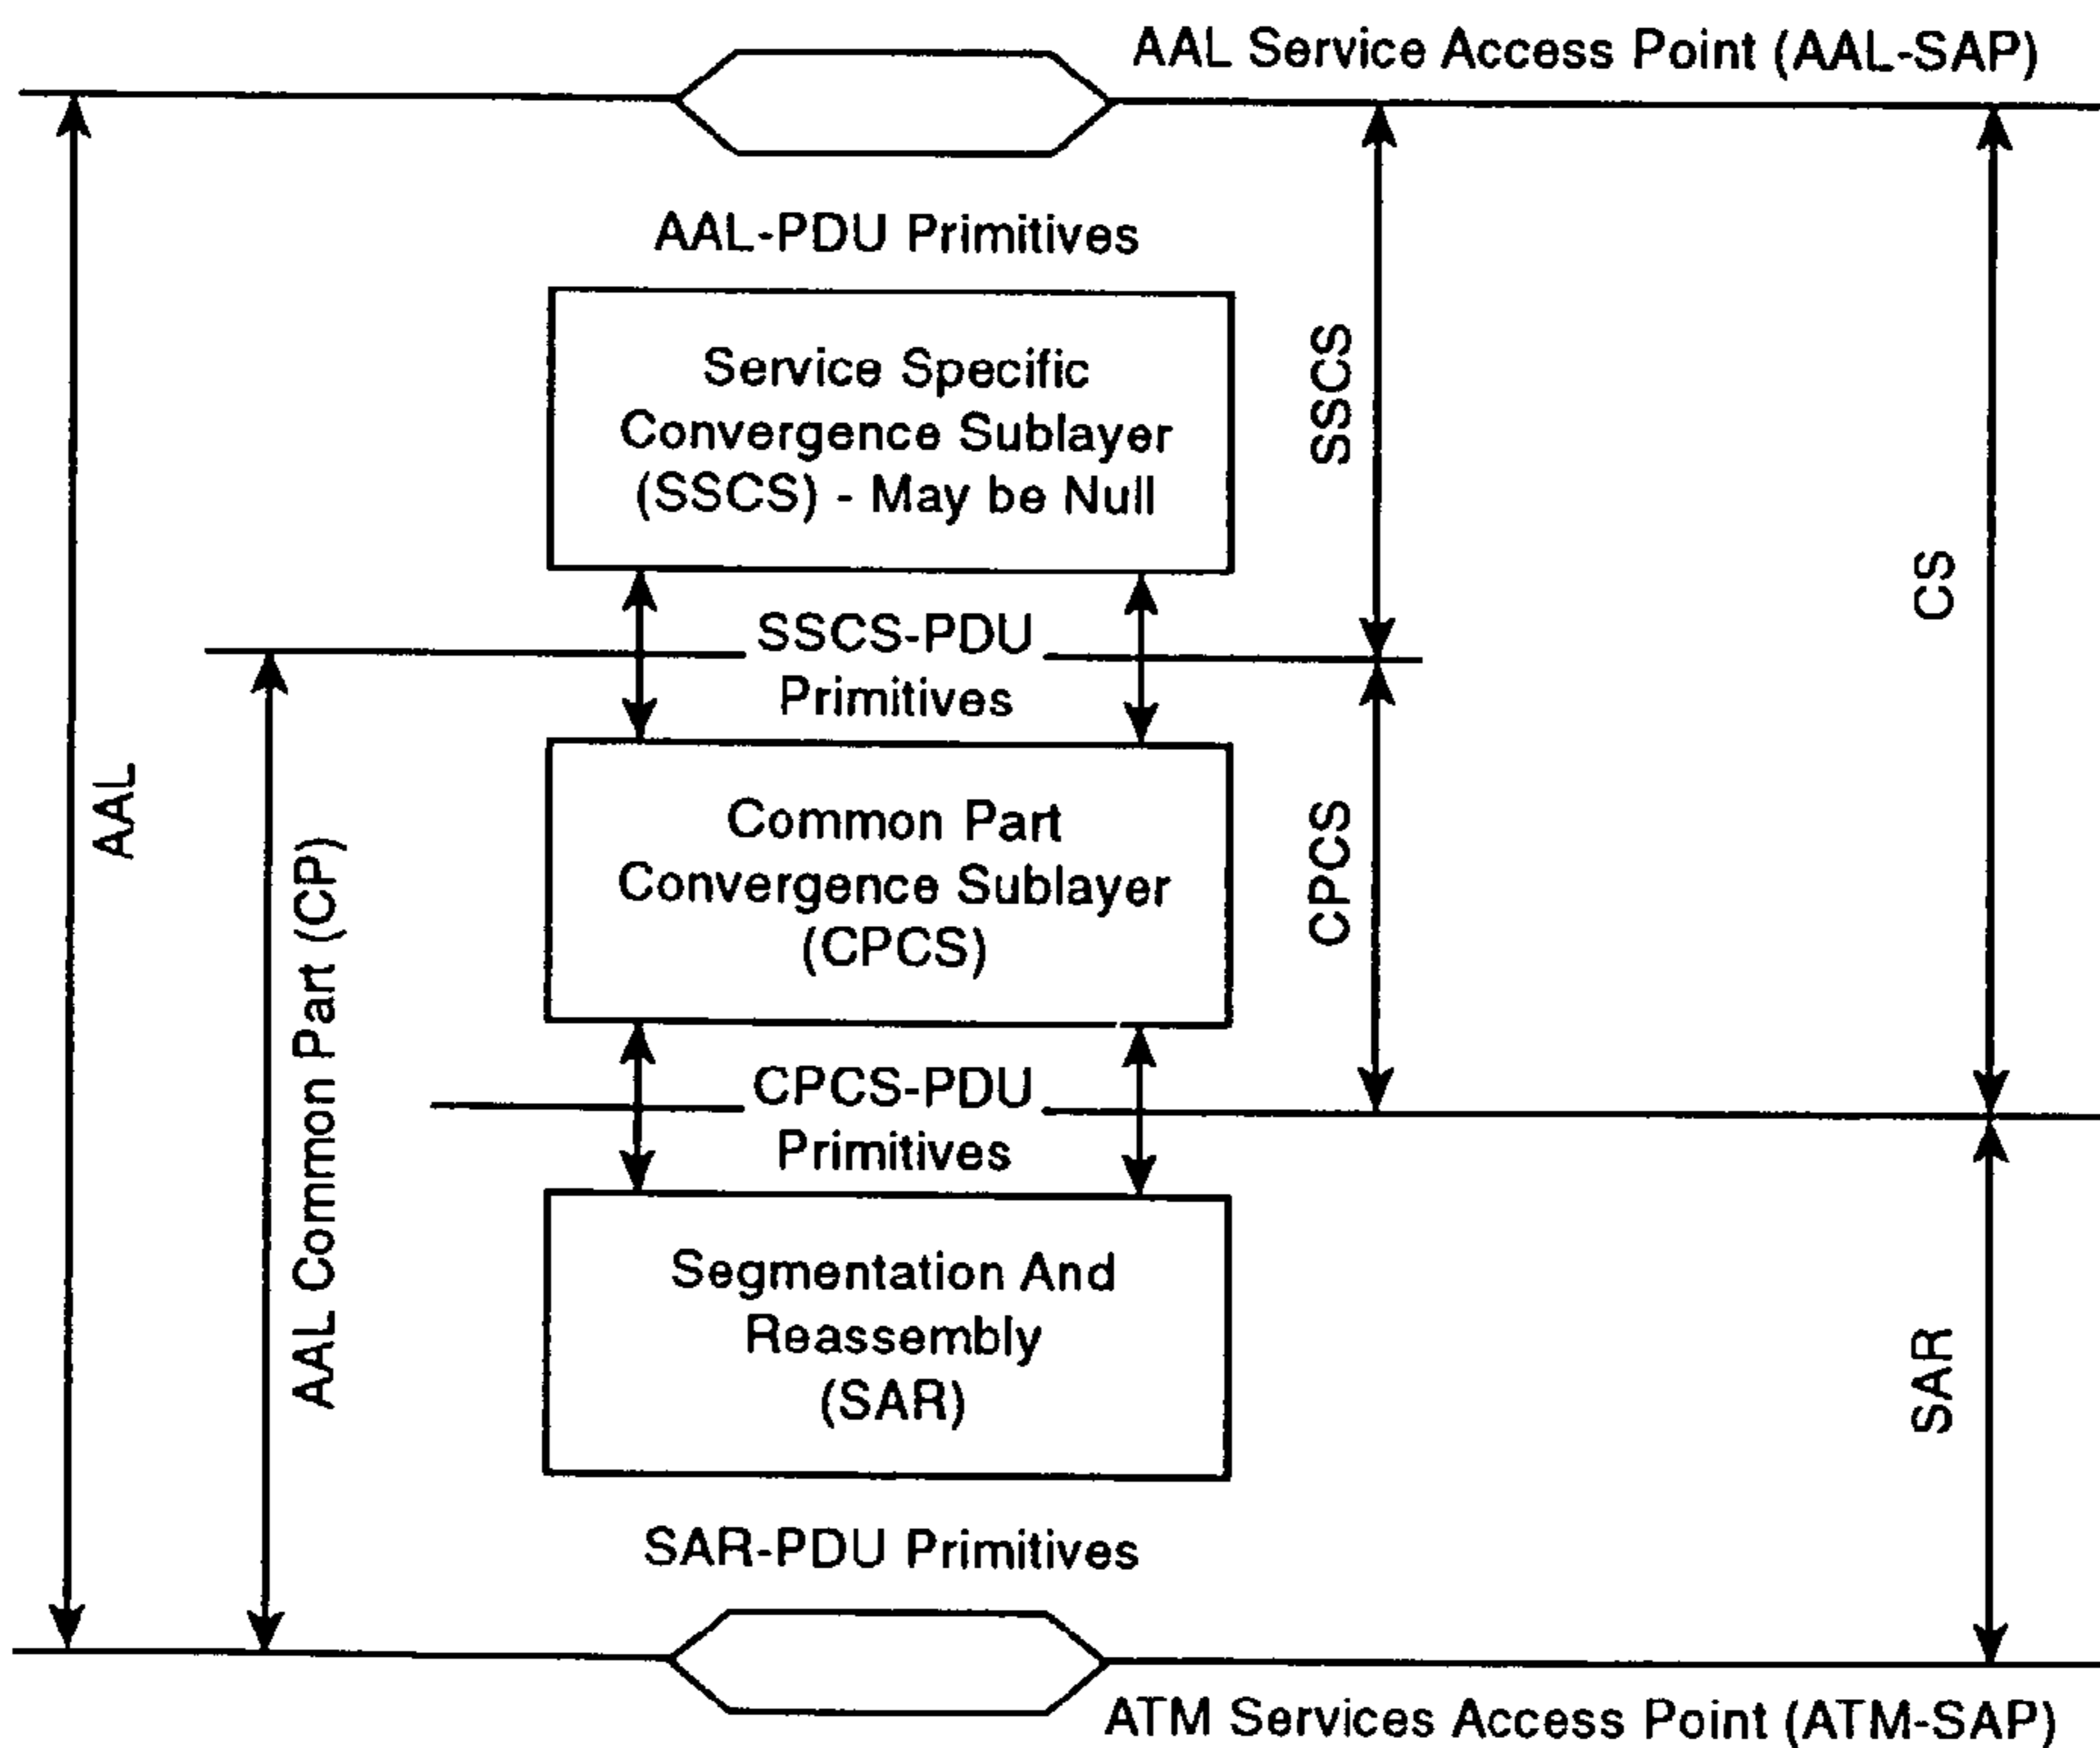 AAL Service Access Point (AAL-SAP)
AAL-PDU Primitives
Service Specific
Convergence Sublayer
(SSCS) - May be Null
SSCS
CS
SSCS-PDU
Primitives
AAL
Common Part
Convergence Sublayer
(CPCS)
CPCS
AAL Common Part (CP)
CPCS-PDU
Primitives
Segmentation And
Reassembly
(SAR)
SAR
SAR-PDU Primitives
ATM Services Access Point (ATM-SAP)